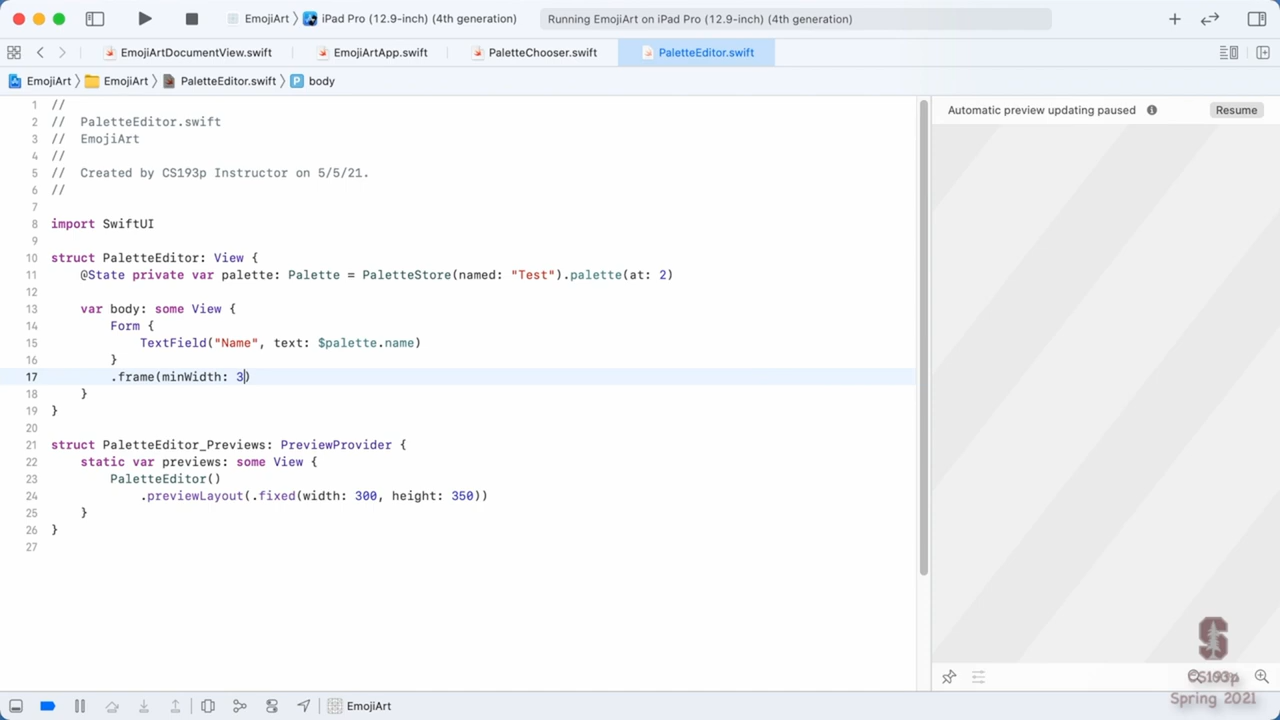 EmojiArt iPad Pro (12.9-inch) (4th generation) Running EmojiArt on iPad Pro (12.9-inch) (4th generation)
EmojiArtDocumentView.swift EmojiArtApp.swift PaletteChooser.swift PaletteEditor.swift
EmojiArt EmojiArt PaletteEditor.swift P body
Automatic preview updating paused Resume
1 //
2 //  PaletteEditor.swift
3 //  EmojiArt
4 //
5 //  Created by CS193p Instructor on 5/5/21.
6 //
7
8 import SwiftUI
9
10 struct PaletteEditor: View {
11     @State private var palette: Palette = PaletteStore(named: "Test").palette(at: 2)
12
13     var body: some View {
14         Form {
15             TextField("Name", text: $palette.name)
16         }
17         .frame(minWidth: 3)
18     }
19 }
20
21 struct PaletteEditor_Previews: PreviewProvider {
22     static var previews: some View {
23         PaletteEditor()
24             .previewLayout(.fixed(width: 300, height: 350))
25     }
26 }
27
S
CS193p
Spring 2021
EmojiArt